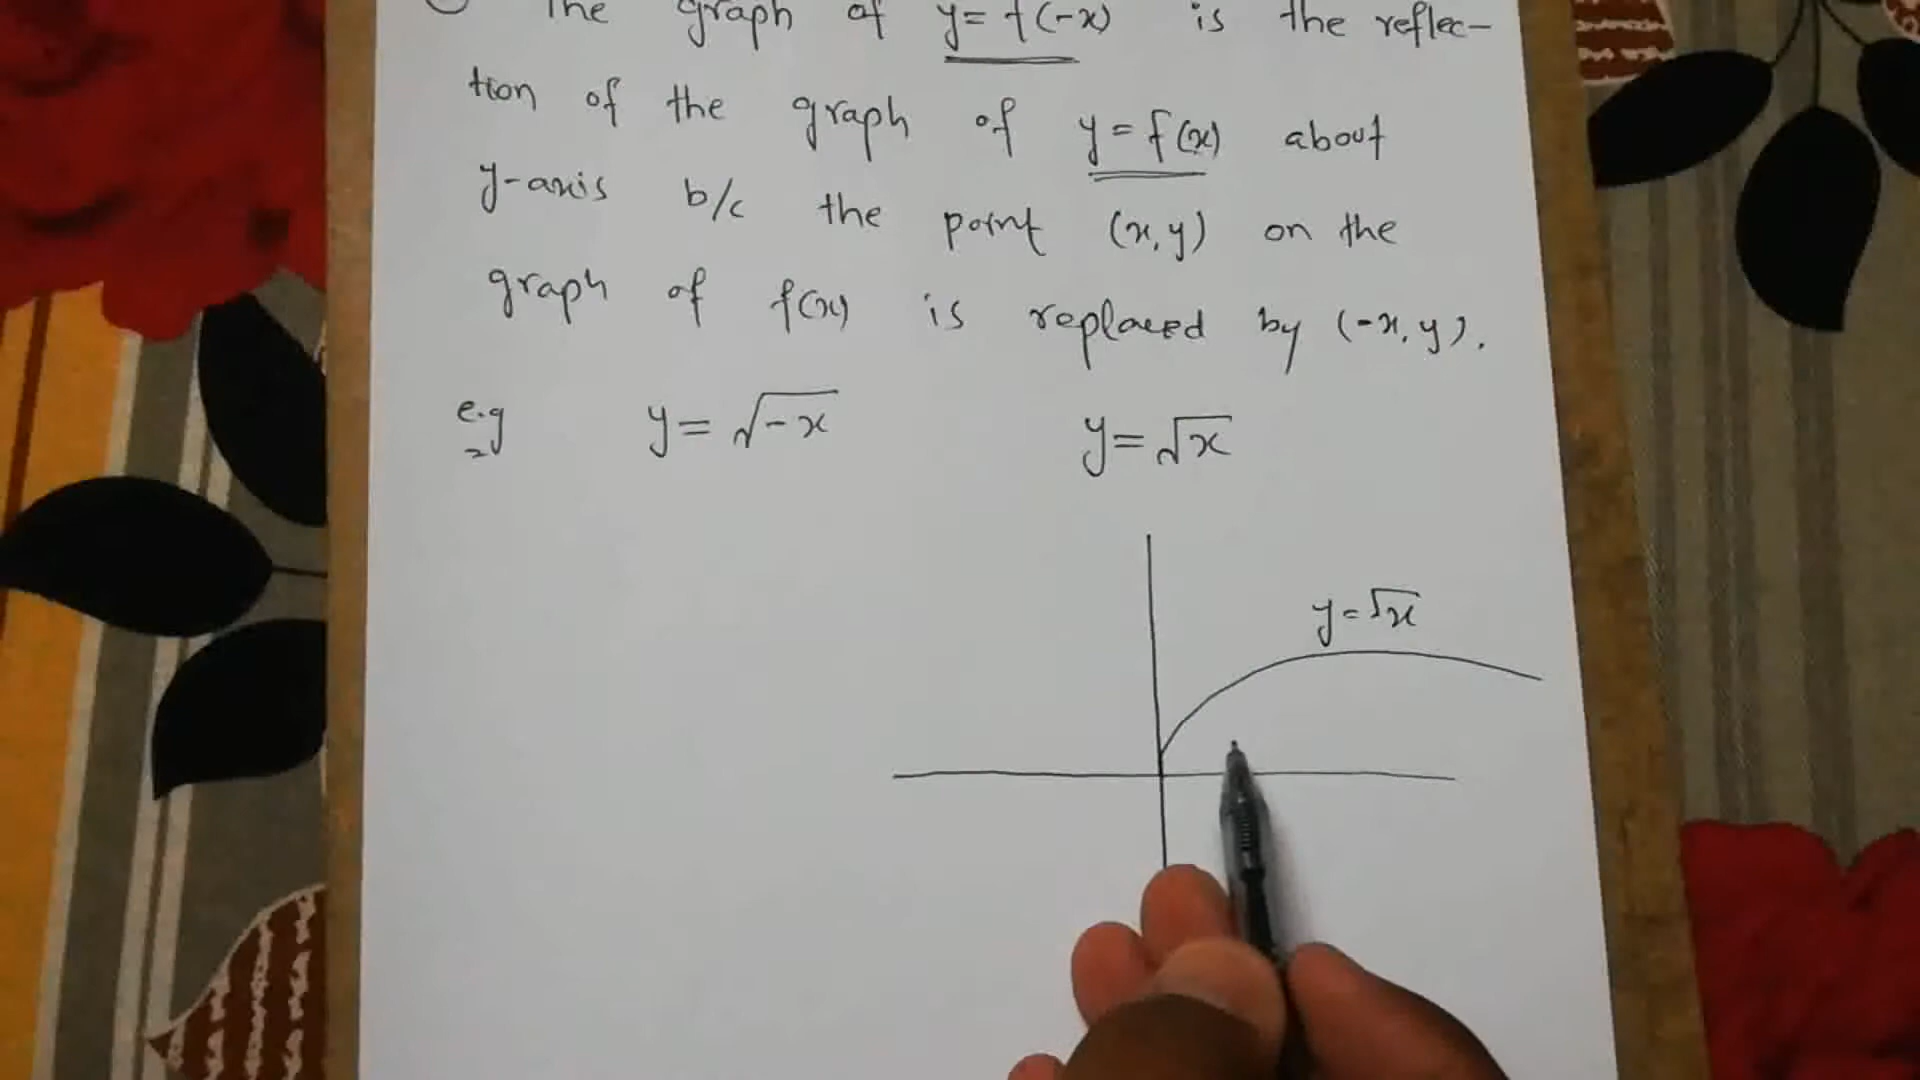 The graph of y = f(-x) is the reflec-
tion of the graph of y = f(x) about
y-axis b/c the point (x, y) on the
graph of f(x) is replaced by (-x, y).
e.g y = √-x y = √x
y = √x